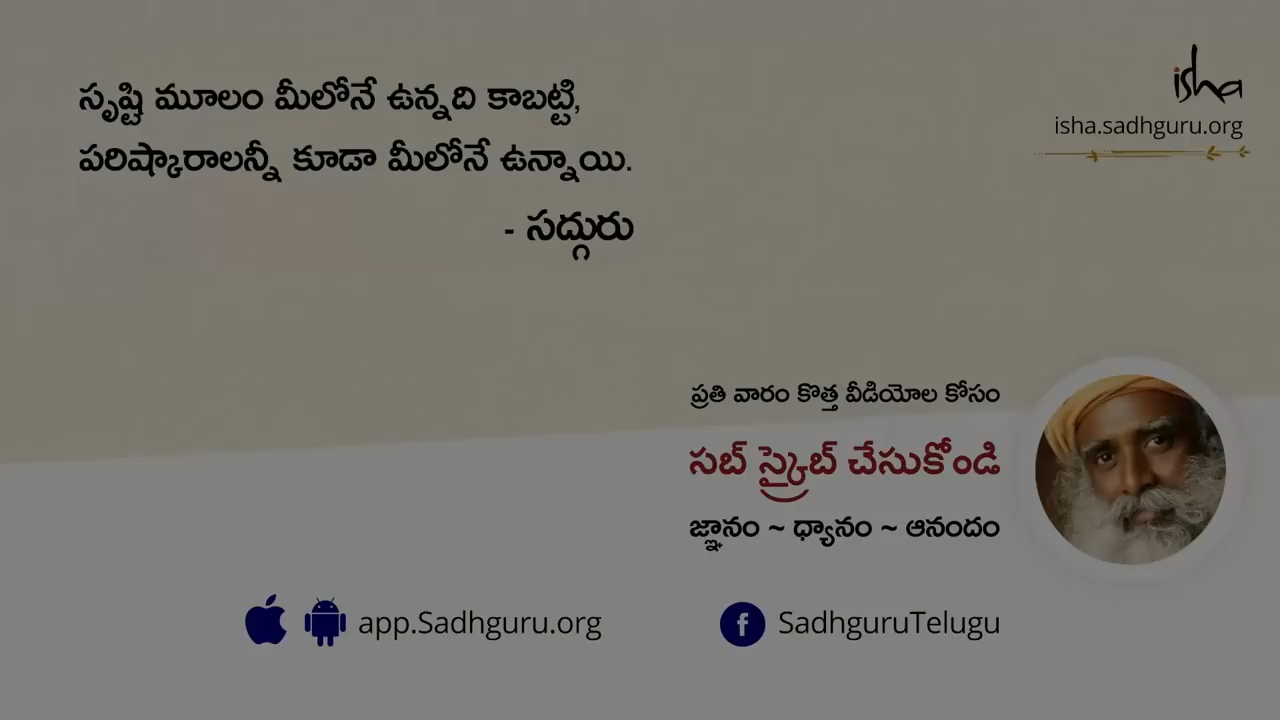 సృష్టి మూలం మీలోనే ఉన్నది కాబట్టి,
పరిష్కారాలన్నీ కూడా మీలోనే ఉన్నాయి.
- సద్గురు
isha
isha.sadhguru.org
ప్రతి వారం కొత్త వీడియోల కోసం
సబ్ స్క్రైబ్ చేసుకోండి
జ్ఞానం ~ ధ్యానం ~ ఆనందం
app.Sadhguru.org
f SadhguruTelugu